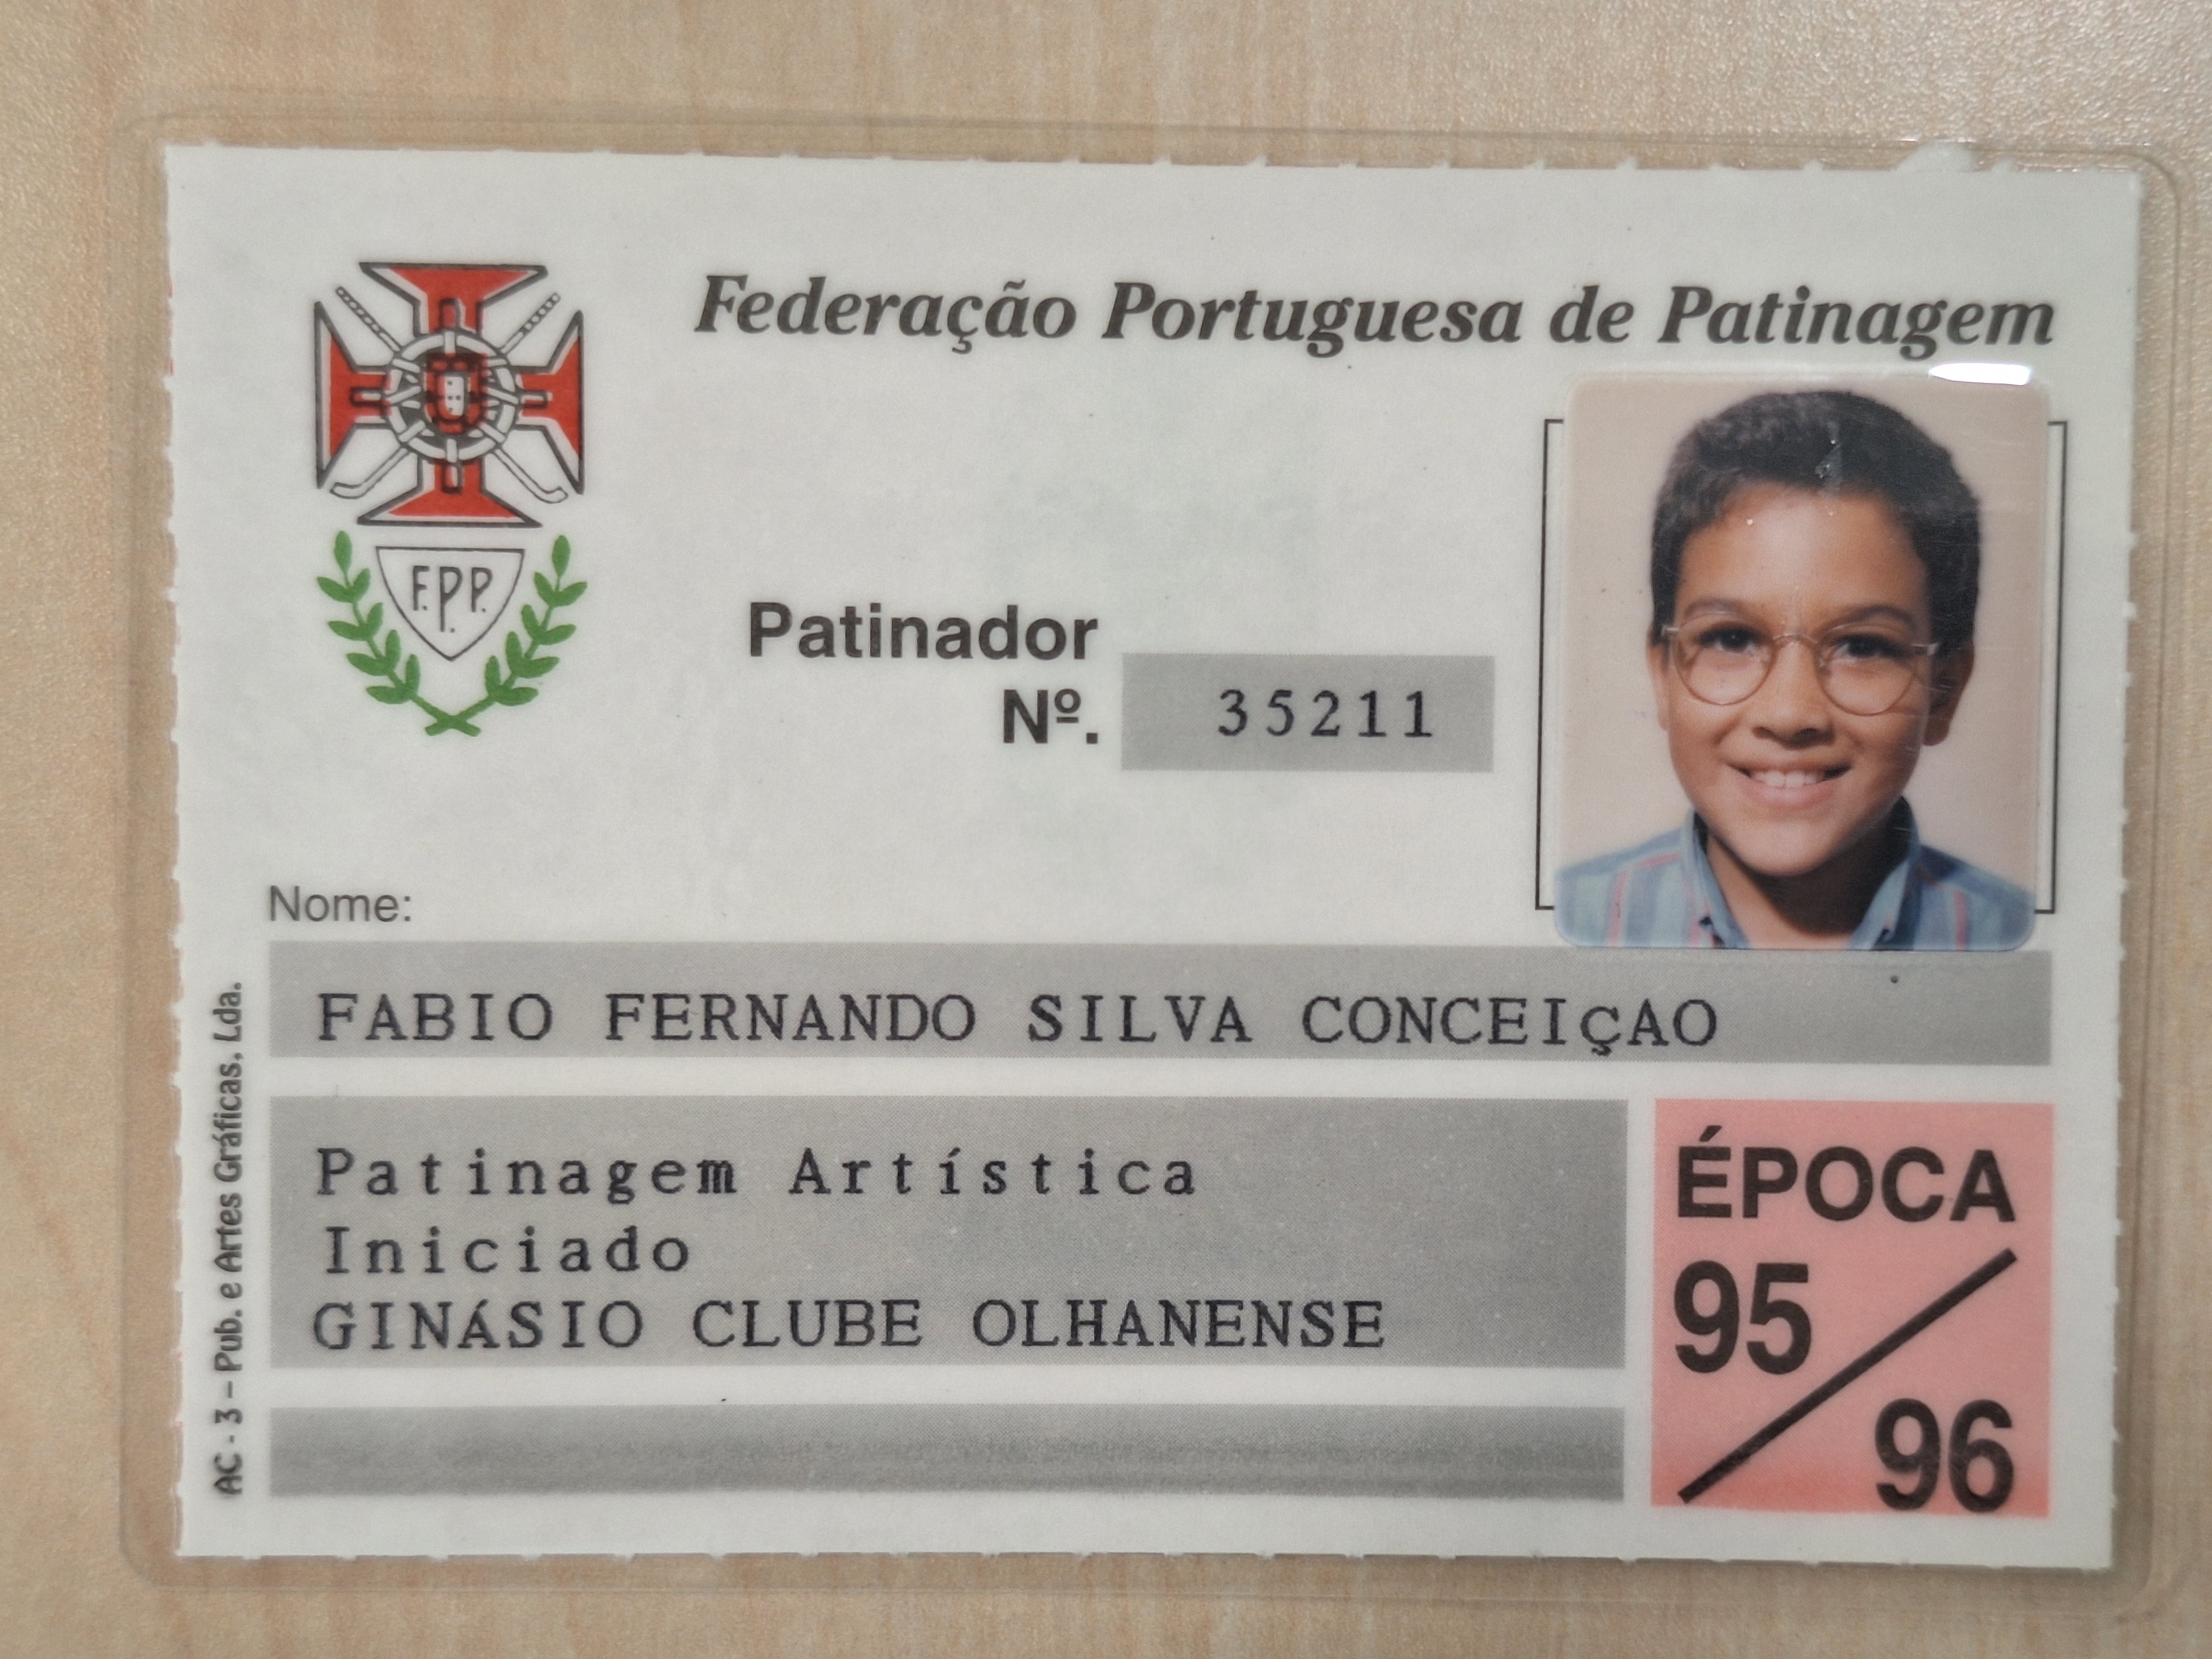 Federação Portuguesa de Patinagem
F.P.P.
Patinador
Nº. 35211
Nome:
FABIO FERNANDO SILVA CONCEIÇAO
Patinagem Artística
Iniciado
GINÁSIO CLUBE OLHANENSE
ÉPOCA
95/96
AC - 3 – Pub. e Artes Gráficas, Lda.